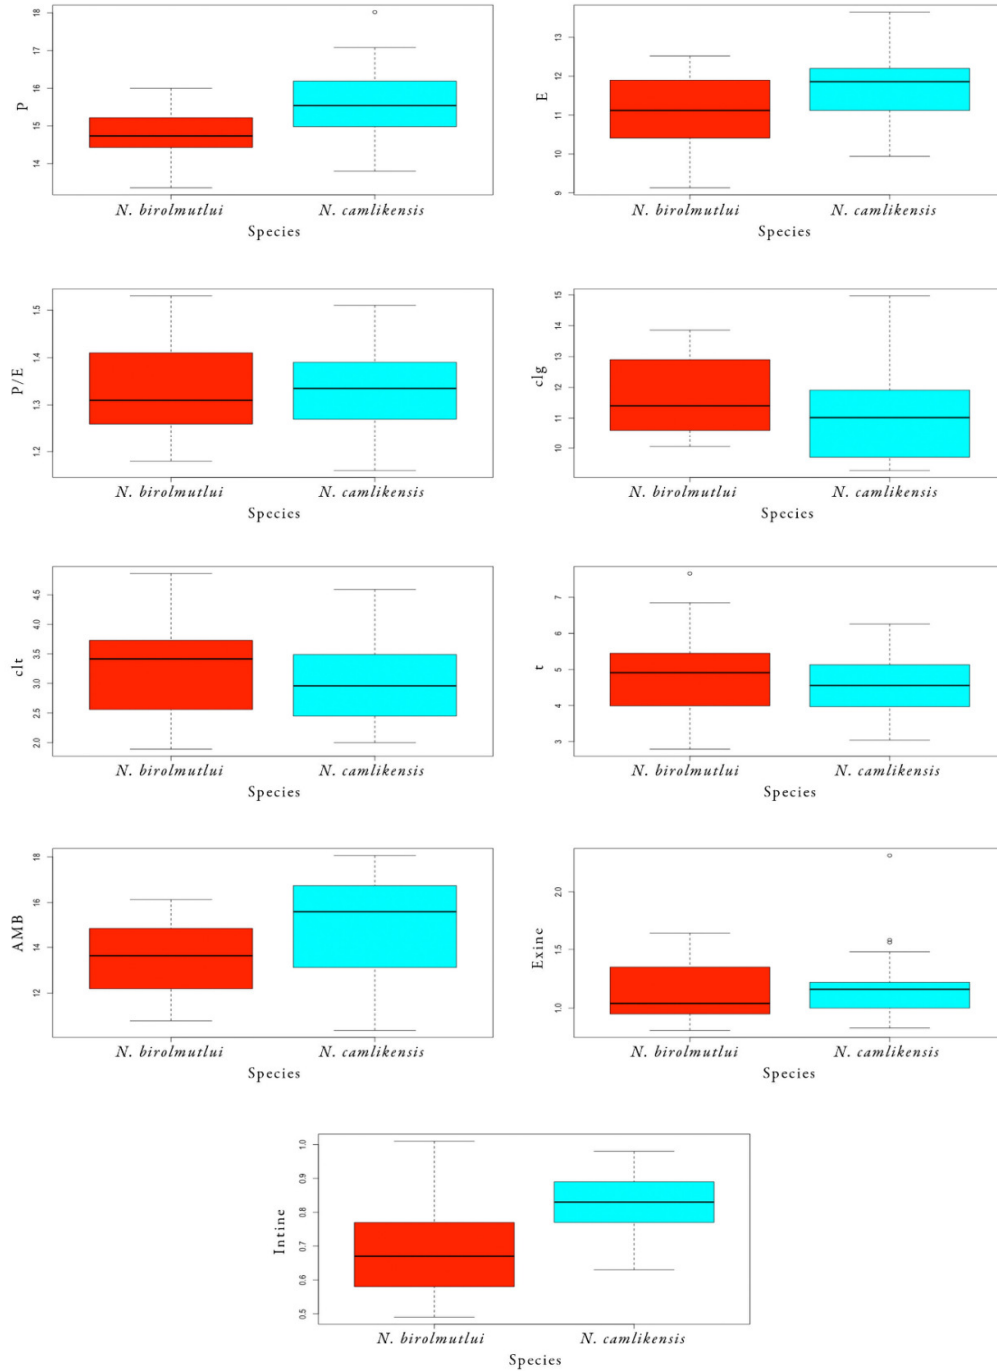 P
18
17
16
15
14
N. birolmutlui N. camlikensis
Species
E
13
12
11
10
9
N. birolmutlui N. camlikensis
Species
P/E
1.5
1.4
1.3
1.2
N. birolmutlui N. camlikensis
Species
clg
15
14
13
12
11
10
N. birolmutlui N. camlikensis
Species
clt
4.5
4.0
3.5
3.0
2.5
2.0
N. birolmutlui N. camlikensis
Species
t
7
6
5
4
3
N. birolmutlui N. camlikensis
Species
AMB
18
16
14
12
N. birolmutlui N. camlikensis
Species
Exine
2.0
1.5
1.0
N. birolmutlui N. camlikensis
Species
Intine
1.0
0.9
0.8
0.7
0.6
0.5
N. birolmutlui N. camlikensis
Species